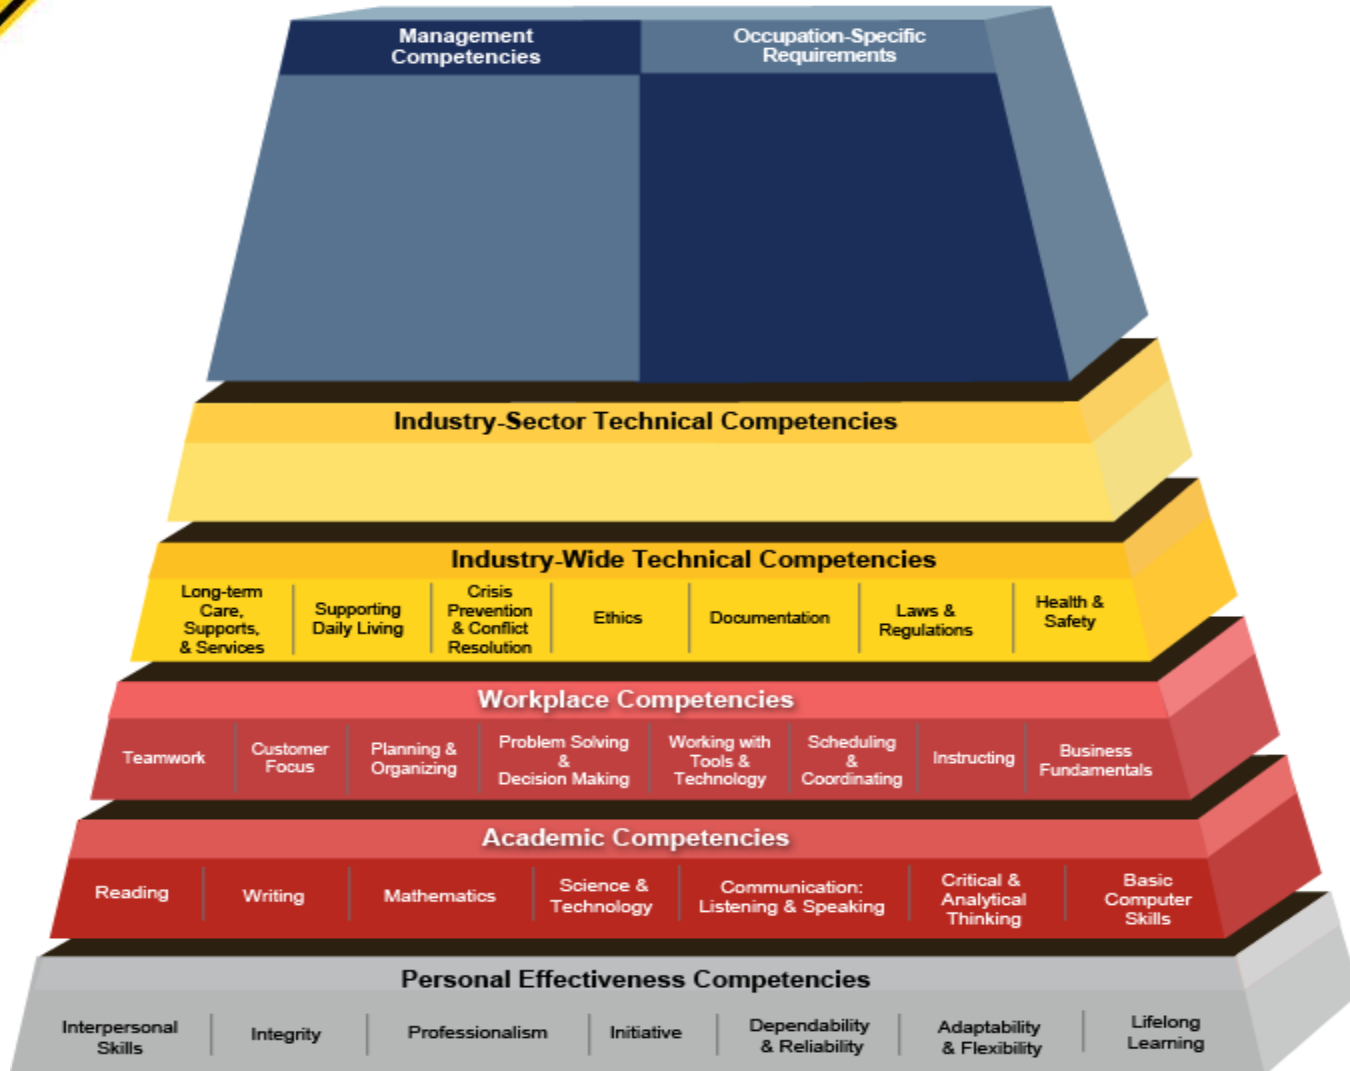 Management
Competencies
Occupation-Specific
Requirements
Industry-Sector Technical Competencies
Industry-Wide Technical Competencies
Long-term
Care,
Supports,
& Services
Supporting
Daily Living
Crisis
Prevention
& Conflict
Resolution
Ethics
Documentation
Laws &
Regulations
Health &
Safety
Workplace Competencies
Teamwork
Customer
Focus
Planning &
Organizing
Problem Solving
&
Decision Making
Working with
Tools &
Technology
Scheduling
&
Coordinating
Instructing
Business
Fundamentals
Academic Competencies
Reading
Writing
Mathematics
Science &
Technology
Communication:
Listening & Speaking
Critical &
Analytical
Thinking
Basic
Computer
Skills
Personal Effectiveness Competencies
Interpersonal
Skills
Integrity
Professionalism
Initiative
Dependability
& Reliability
Adaptability
& Flexibility
Lifelong
Learning